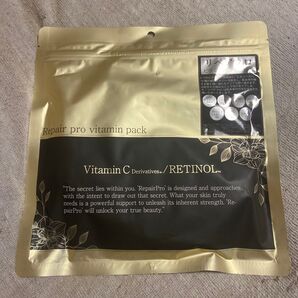 Repair pro vitamin pack
Vitamin C Derivatives. / RETINOL.
"The secret lies within you. 'RepairPro' is designed and approaches,
with the intent to draw out that secret. What your skin truly
needs is a powerful support to unleash its inherent strength. 'Re-
pairPro' will unlock your true beauty."